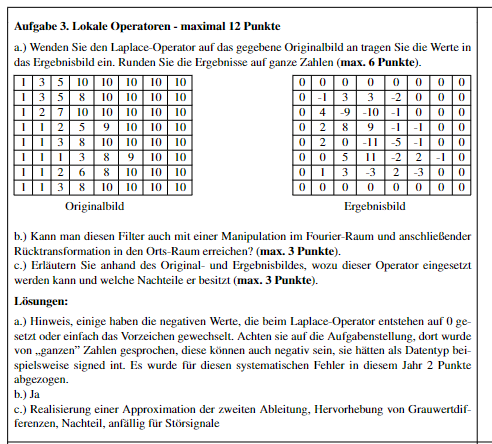 Aufgabe 3. Lokale Operatoren - maximal 12 Punkte
a.) Wenden Sie den Laplace-Operator auf das gegebene Originalbild an tragen Sie die Werte in
das Ergebnisbild ein. Runden Sie die Ergebnisse auf ganze Zahlen (max. 6 Punkte).
1 3 5 10 10 10 10 10
1 3 5 8 10 10 10 10
1 2 7 10 10 10 10 10
1 1 2 5 9 10 10 10
1 1 3 8 10 10 10 10
1 1 1 3 8 9 10 10
1 1 2 6 8 10 10 10
1 1 3 8 10 10 10 10
Originalbild
0 0 0 0 0 0 0 0
0 -1 3 3 -2 0 0 0
0 4 -9 -10 -1 0 0 0
0 2 8 9 -1 -1 0 0
0 2 0 -11 -5 -1 0 0
0 0 5 11 -2 2 -1 0
0 1 3 -3 2 -3 0 0
0 0 0 0 0 0 0 0
Ergebnisbild
b.) Kann man diesen Filter auch mit einer Manipulation im Fourier-Raum und anschließender
Rücktransformation in den Orts-Raum erreichen? (max. 3 Punkte).
c.) Erläutern Sie anhand des Original- und Ergebnisbildes, wozu dieser Operator eingesetzt
werden kann und welche Nachteile er besitzt (max. 3 Punkte).
Lösungen:
a.) Hinweis, einige haben die negativen Werte, die beim Laplace-Operator entstehen auf 0 ge-
setzt oder einfach das Vorzeichen gewechselt. Achten sie auf die Aufgabenstellung, dort wurde
von „ganzen” Zahlen gesprochen, diese können auch negativ sein, sie hätten als Datentyp bei-
spielsweise signed int. Es wurde für diesen systematischen Fehler in diesem Jahr 2 Punkte
abgezogen.
b.) Ja
c.) Realisierung einer Approximation der zweiten Ableitung, Hervorhebung von Grauwertdif-
ferenzen, Nachteil, anfällig für Störsignale